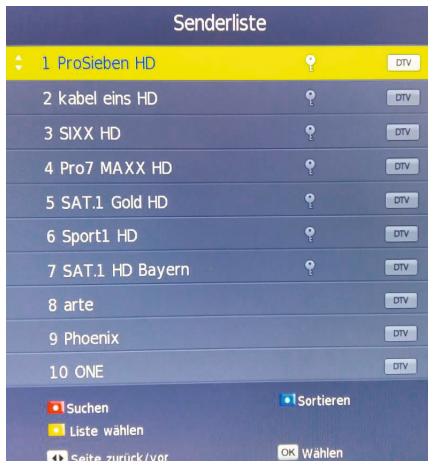 Senderliste
1 ProSieben HD DTV
2 kabel eins HD DTV
3 SIXX HD DTV
4 Pro7 MAXX HD DTV
5 SAT.1 Gold HD DTV
6 Sport1 HD DTV
7 SAT.1 HD Bayern DTV
8 arte DTV
9 Phoenix DTV
10 ONE DTV
Suchen Sortieren
Liste wählen
Seite zurück/vor OK Wählen